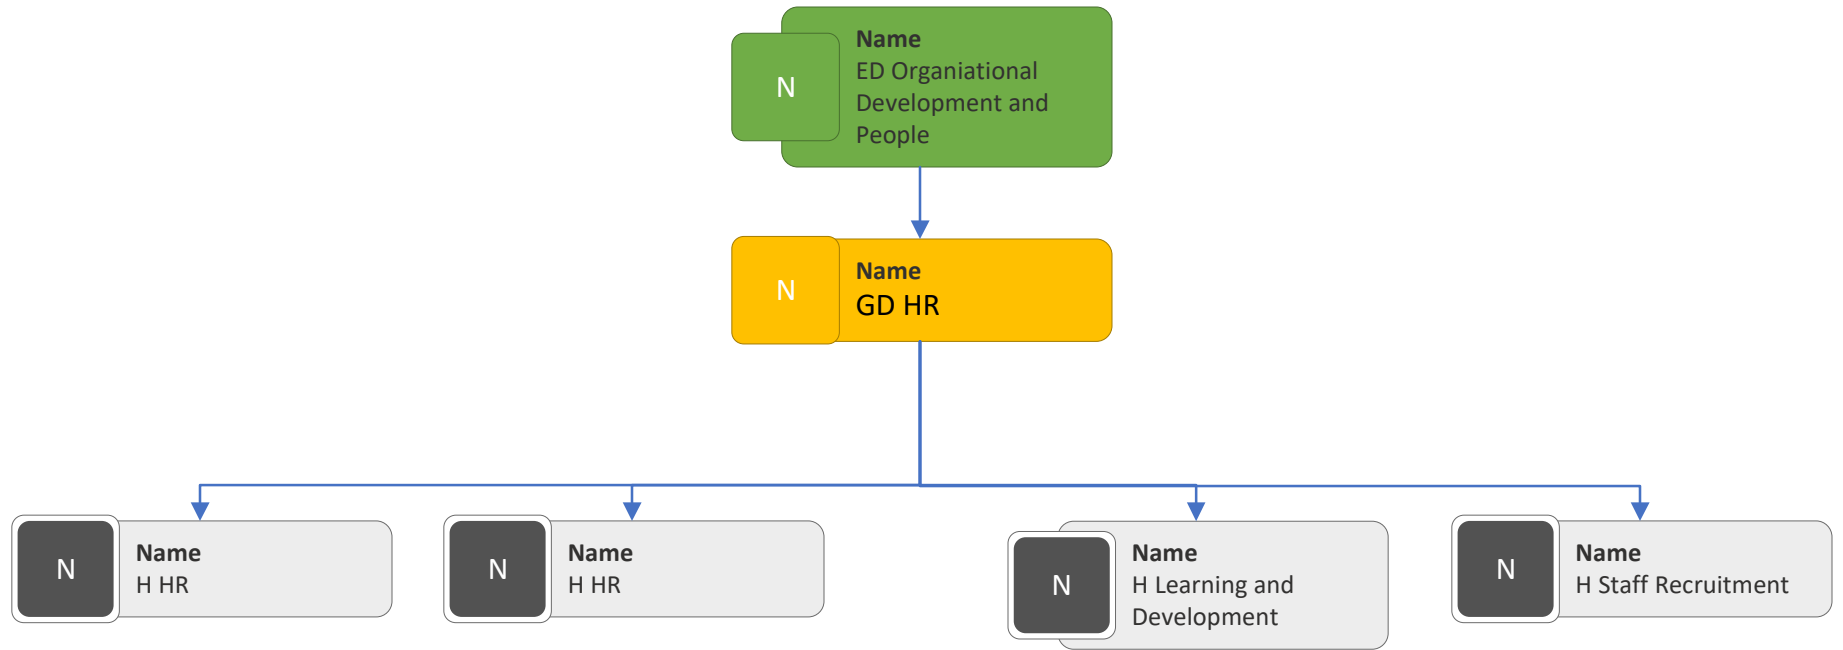 N
Name
ED Organiational
Development and
People
N
Name
GD HR
N
Name
H HR
N
Name
H HR
N
Name
H Learning and
Development
N
Name
H Staff Recruitment